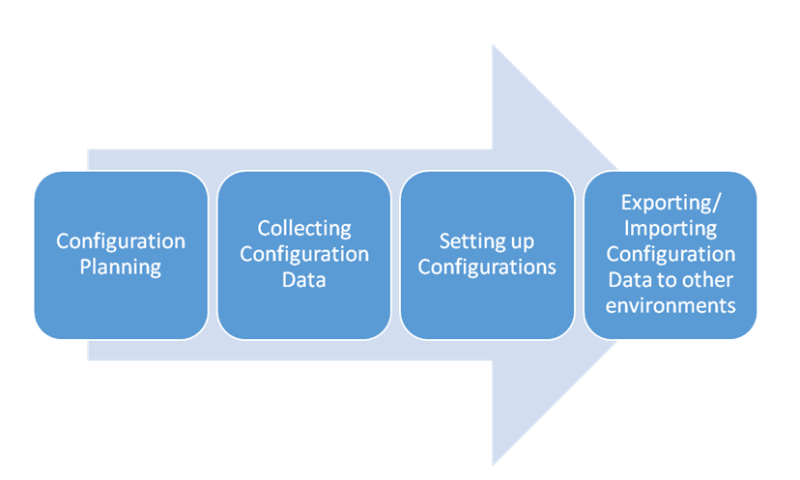 Configuration
Planning
Collecting
Configuration
Data
Setting up
Configurations
Exporting/
Importing
Configuration
Data to other
environments